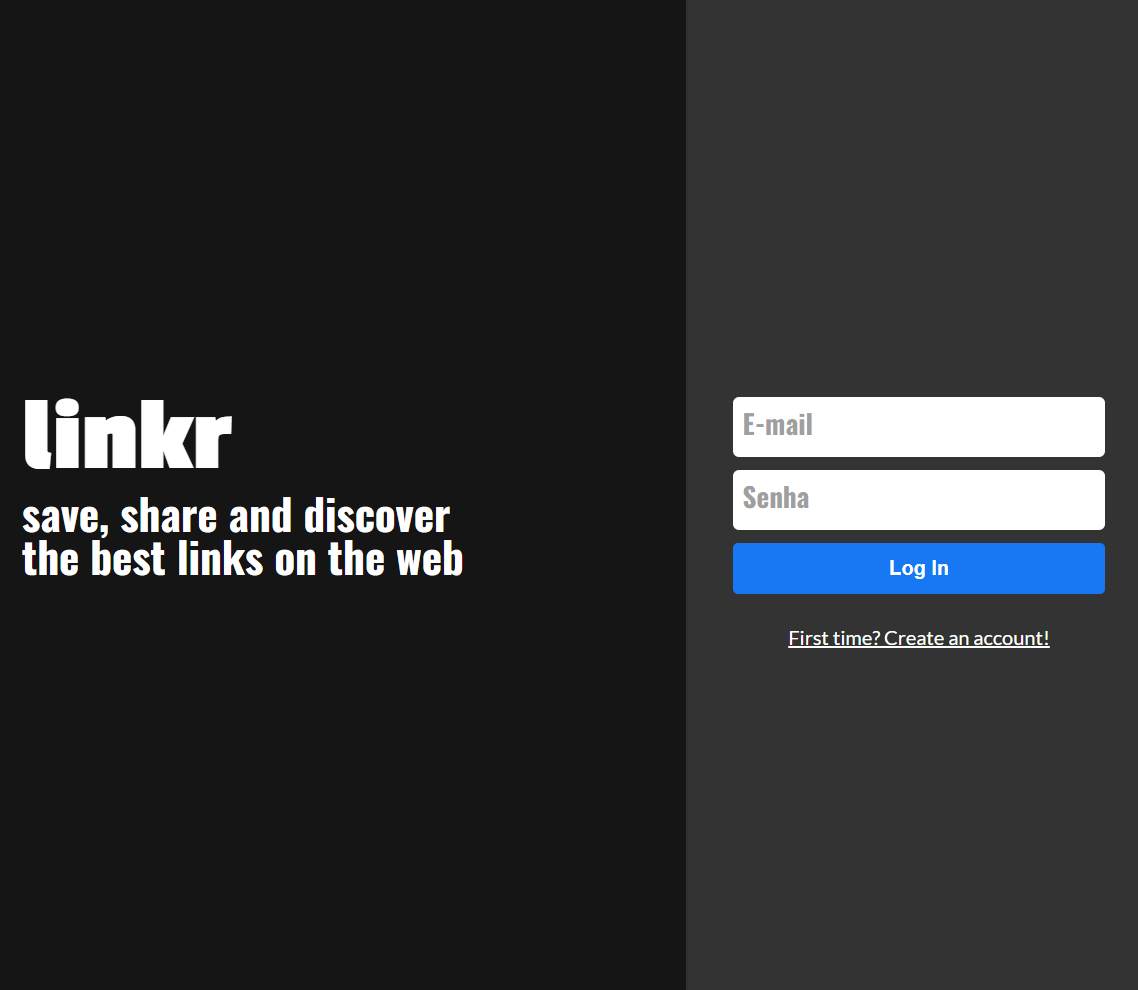 linkr
save, share and discover
the best links on the web
E-mail
Senha
Log In
First time? Create an account!